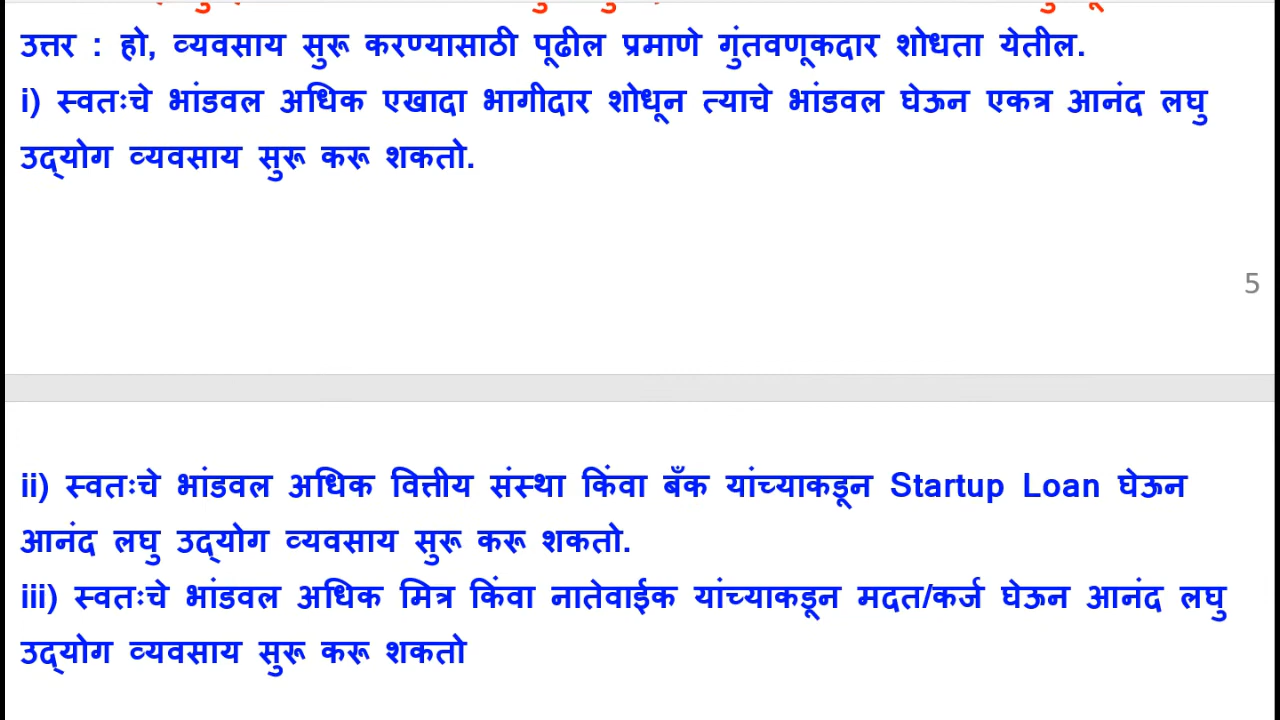 उत्तर : हो, व्यवसाय सुरू करण्यासाठी पूढील प्रमाणे गुंतवणूकदार शोधता येतील.
i) स्वतःचे भांडवल अधिक एखादा भागीदार शोधून त्याचे भांडवल घेऊन एकत्र आनंद लघु
उद्‌योग व्यवसाय सुरू करू शकतो.
5
ii) स्वतःचे भांडवल अधिक वित्तीय संस्था किंवा बँक यांच्याकडून Startup Loan घेऊन
आनंद लघु उद्‌योग व्यवसाय सुरू करू शकतो.
iii) स्वतःचे भांडवल अधिक मित्र किंवा नातेवाईक यांच्याकडून मदत/कर्ज घेऊन आनंद लघु
उद्‌योग व्यवसाय सुरू करू शकतो